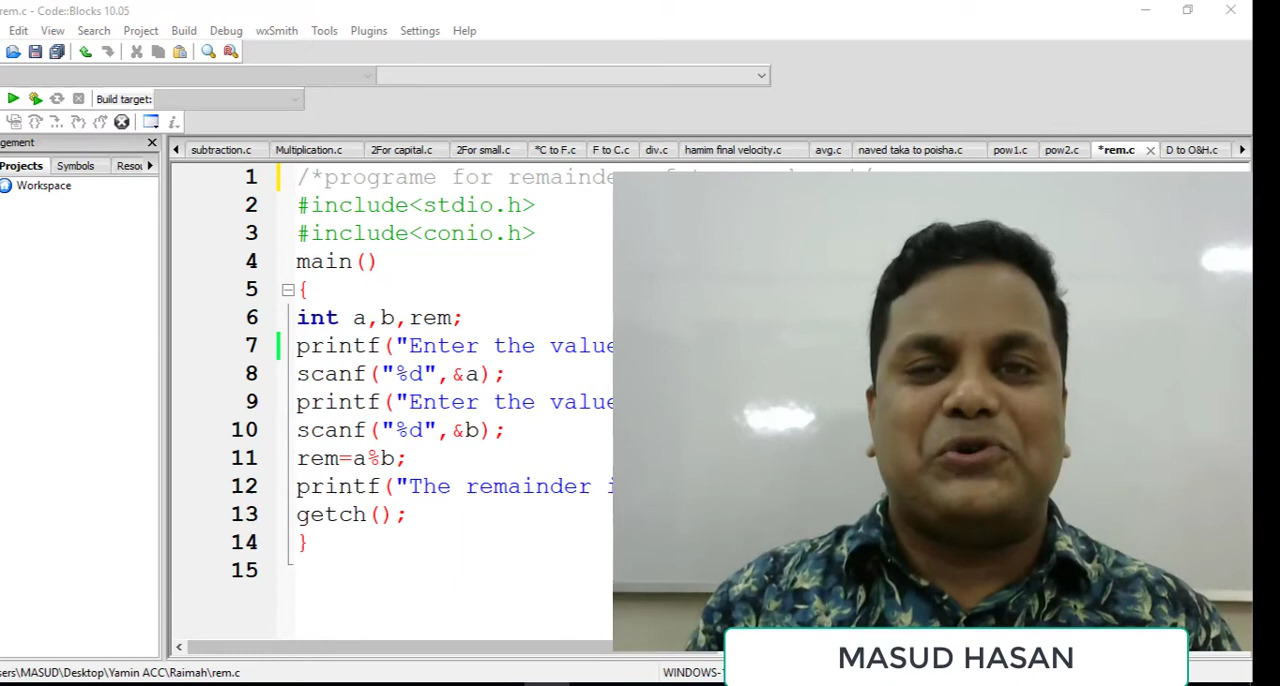 rem.c - Code::Blocks 10.05
Edit View Search Project Build Debug wxSmith Tools Plugins Settings Help
Build target:
gement
Projects Symbols Resou
Workspace
subtraction.c Multiplication.c 2For capital.c 2For small.c *C to F.c F to C.c div.c hamim final velocity.c avg.c naved taka to poisha.c pow1.c pow2.c *rem.c D to O&H.c
1 /*programe for remainde
2 #include<stdio.h>
3 #include<conio.h>
4 main()
5 {
6 int a,b,rem;
7 printf("Enter the value
8 scanf("%d",&a);
9 printf("Enter the value
10 scanf("%d",&b);
11 rem=a%b;
12 printf("The remainder i
13 getch();
14 }
15
MASUD HASAN
sers\MASUD\Desktop\Yamin ACC\Raimah\rem.c WINDOWS-1